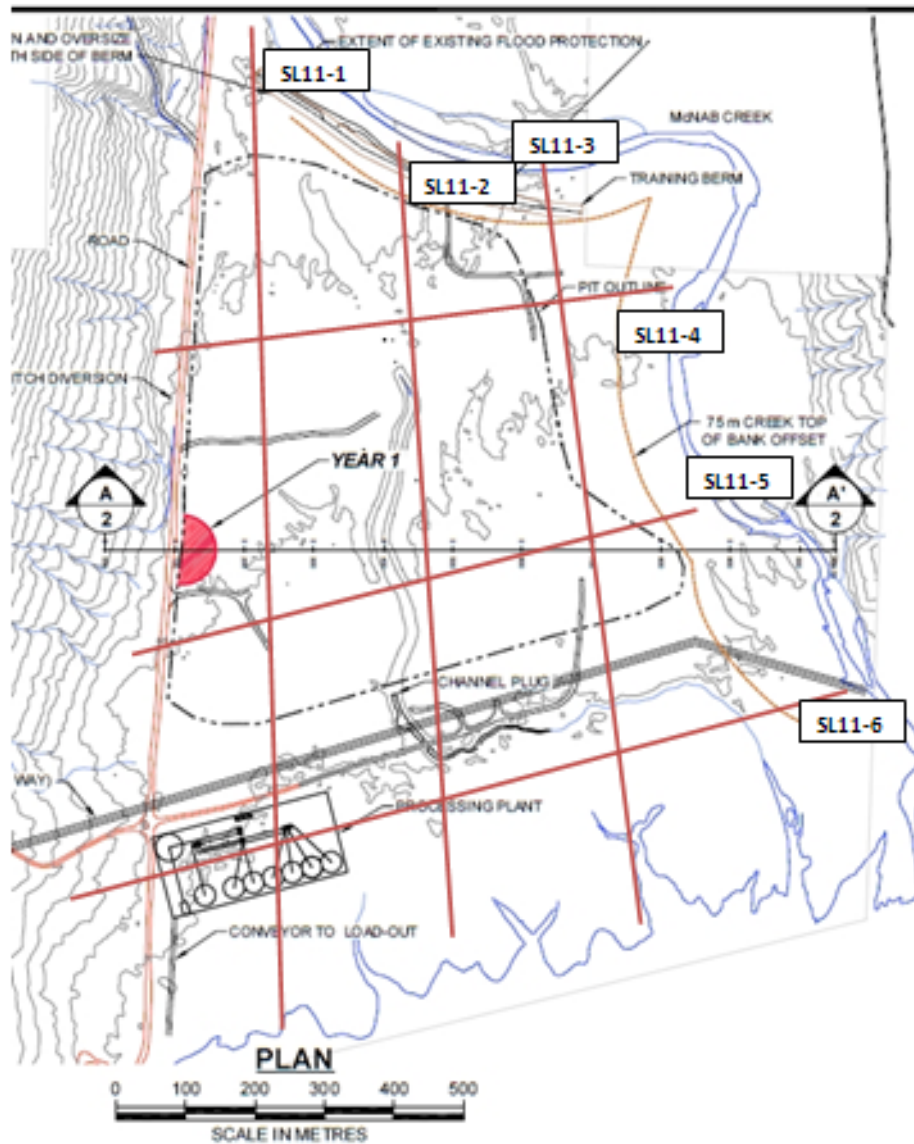 N AND OVERSIZE
TH SIDE OF BERM
EXTENT OF EXISTING FLOOD PROTECTION
SL11-1
McNAB CREEK
SL11-3
SL11-2
TRAINING BERM
ROAD
PIT OUTLINE
SL11-4
ITCH DIVERSION
75 m CREEK TOP
OF BANK OFFSET
YEAR 1
SL11-5
A
2
A'
2
CHANNEL PLUG
SL11-6
WAY)
PROCESSING PLANT
CONVEYOR TO LOAD-OUT
PLAN
0 100 200 300 400 500
SCALE IN METRES